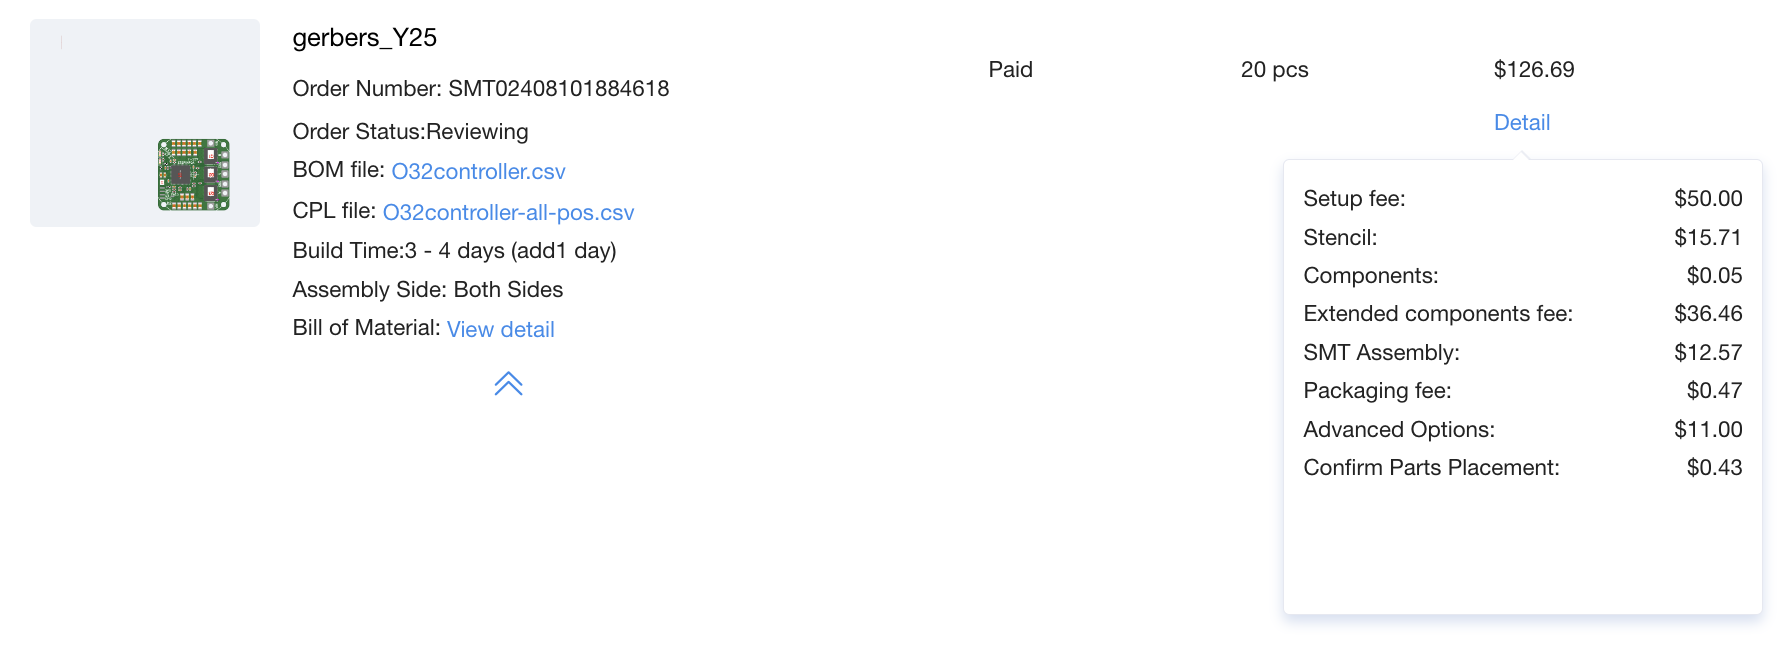 gerbers_Y25
Order Number: SMT02408101884618
Order Status:Reviewing
BOM file: O32controller.csv
CPL file: O32controller-all-pos.csv
Build Time:3 - 4 days (add1 day)
Assembly Side: Both Sides
Bill of Material: View detail
Paid
20 pcs
$126.69
Detail
Setup fee: $50.00
Stencil: $15.71
Components: $0.05
Extended components fee: $36.46
SMT Assembly: $12.57
Packaging fee: $0.47
Advanced Options: $11.00
Confirm Parts Placement: $0.43